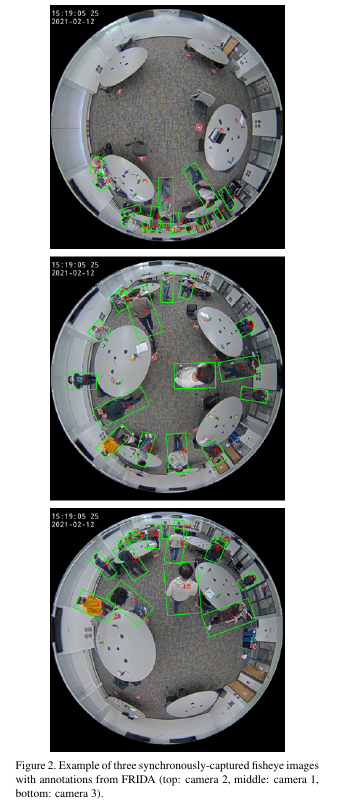 15:19:05 25
2021-02-12
15:19:05 25
2021-02-12
15:19:05 25
2021-02-12
Figure 2. Example of three synchronously-captured fisheye images
with annotations from FRIDA (top: camera 2, middle: camera 1,
bottom: camera 3).